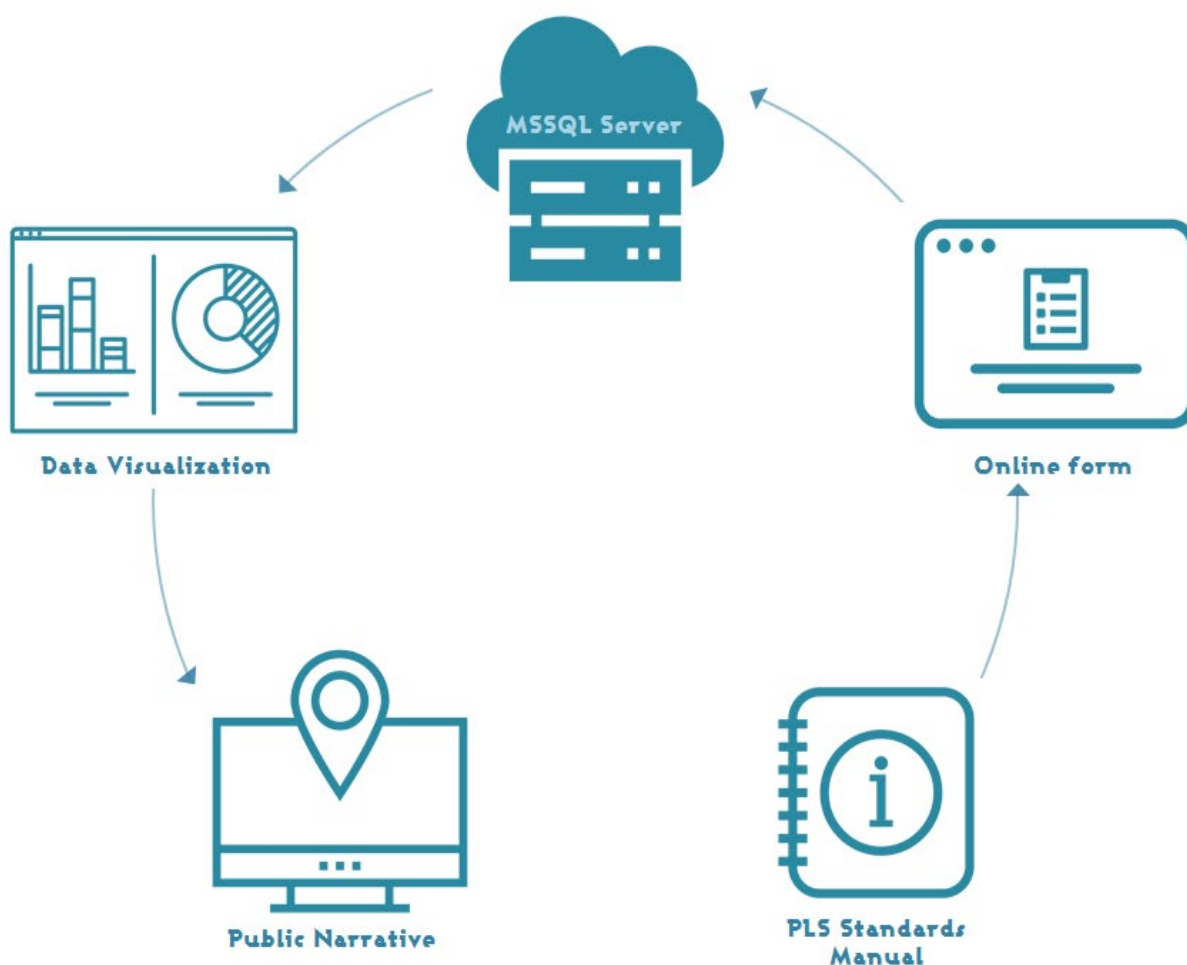 MSSQL Server
Data Visualization
Online form
Public Narrative
PLS Standards
Manual